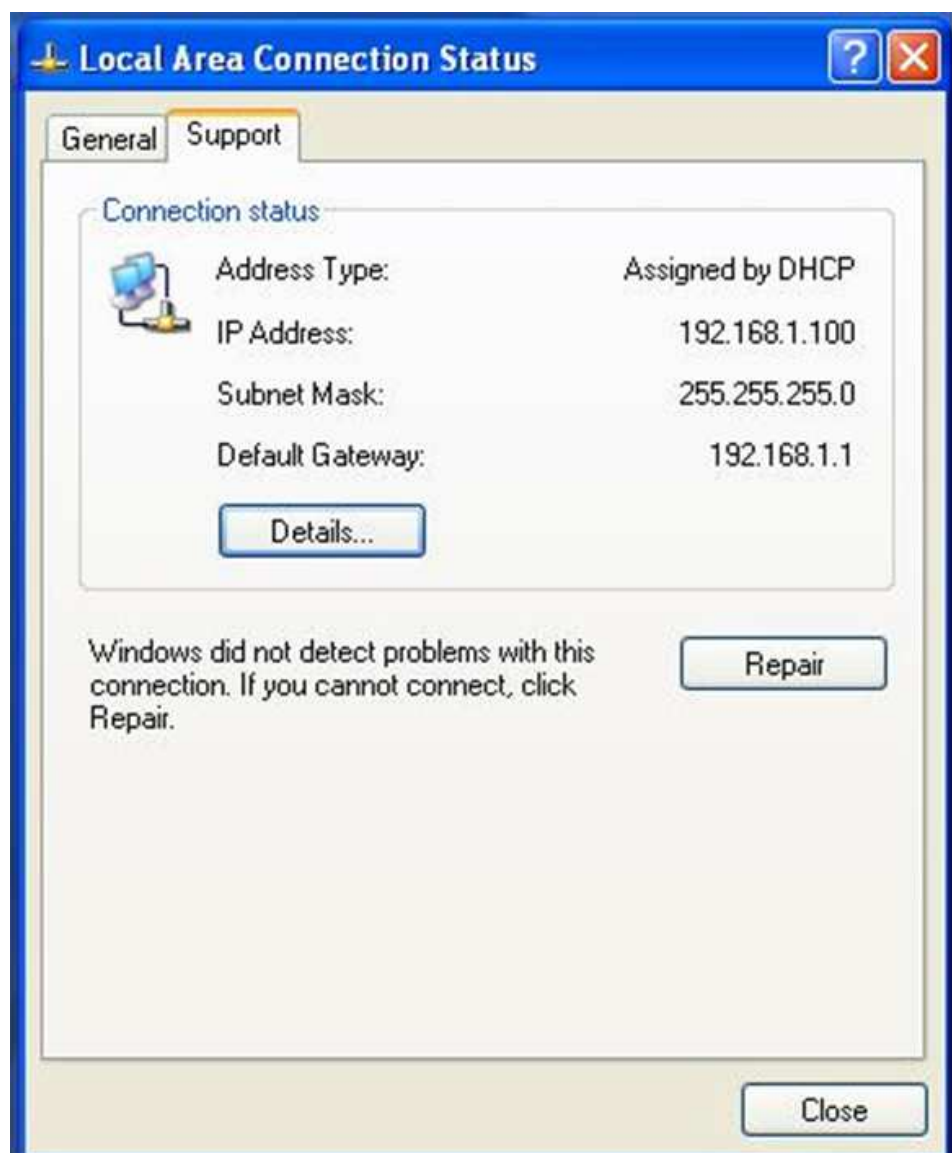 Local Area Connection Status
?
General
Support
Connection status
Address Type: Assigned by DHCP
IP Address: 192.168.1.100
Subnet Mask: 255.255.255.0
Default Gateway: 192.168.1.1
Details...
Windows did not detect problems with this
connection. If you cannot connect, click
Repair.
Repair
Close